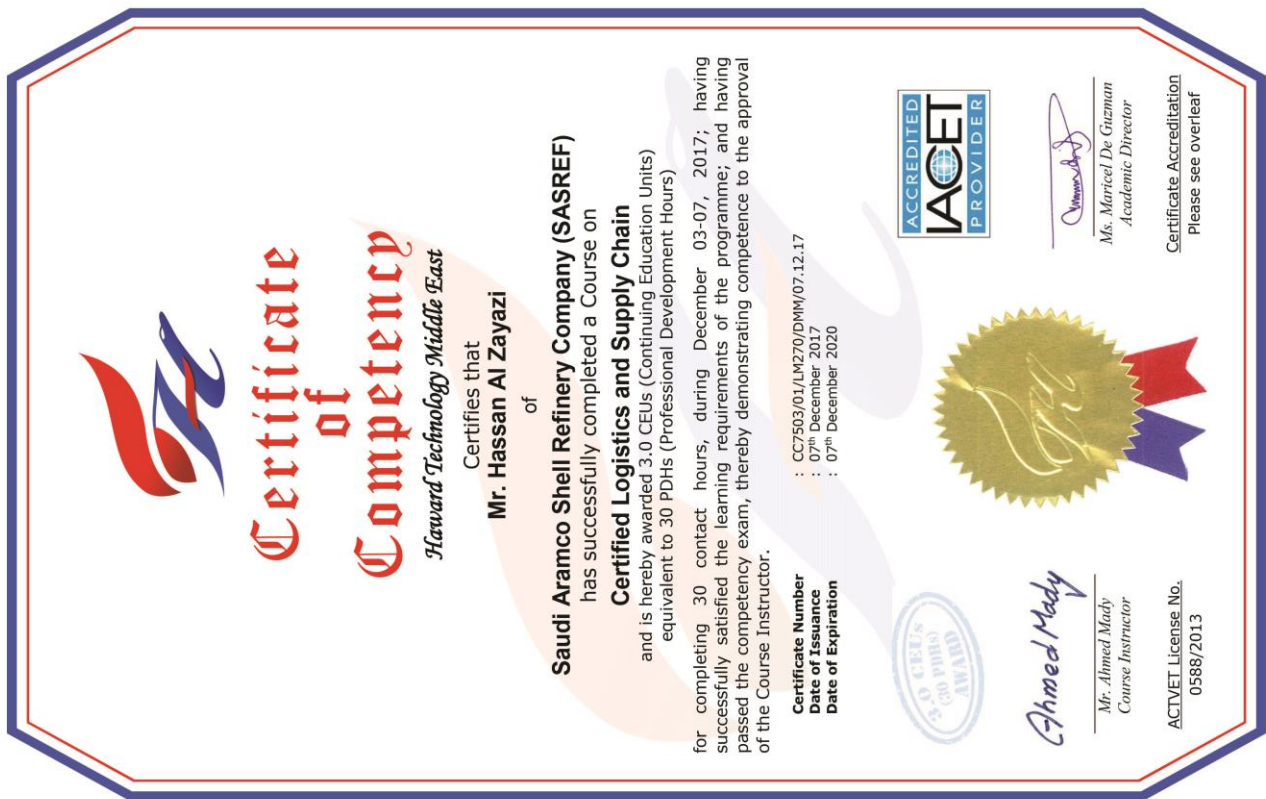 Certificate
of
Competency
Haward Technology Middle East
Certifies that
Mr. Hassan Al Zayazi
of
Saudi Aramco Shell Refinery Company (SASREF)
has successfully completed a Course on
Certified Logistics and Supply Chain
and is hereby awarded 3.0 CEUs (Continuing Education Units)
equivalent to 30 PDHs (Professional Development Hours)
for completing 30 contact hours, during December 03-07, 2017; having
successfully satisfied the learning requirements of the programme; and having
passed the competency exam, thereby demonstrating competence to the approval
of the Course Instructor.
Certificate Number : CC7503/01/LM270/DMM/07.12.17
Date of Issuance : 07th December 2017
Date of Expiration : 07th December 2020
3.0 CEUs
(30 PDHs)
AWARD
ACCREDITED
IACET
PROVIDER
Ahmed Mady
Mr. Ahmed Mady
Course Instructor
Ms. Maricel De Guzman
Academic Director
ACTVET License No.
0588/2013
Certificate Accreditation
Please see overleaf